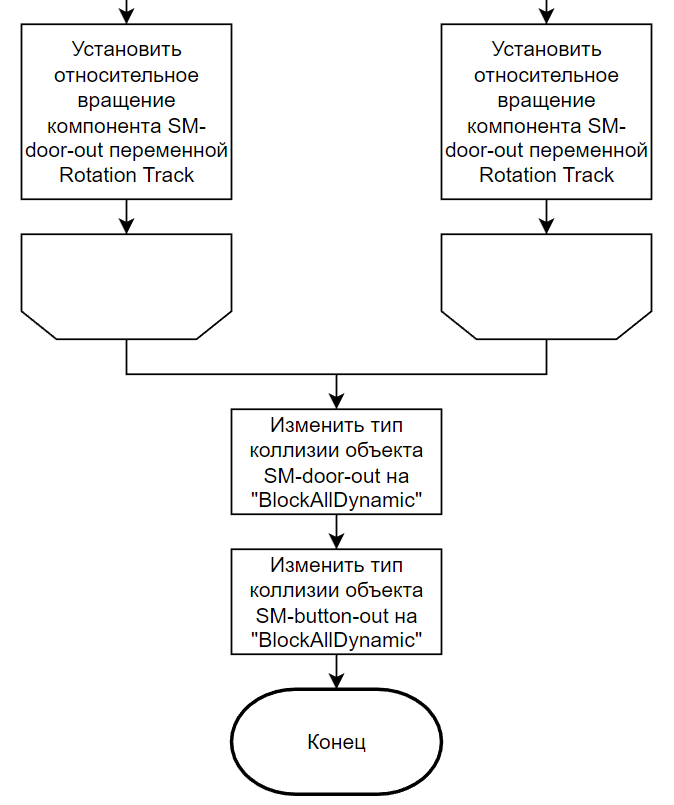 Установить
относительное
вращение
компонента SM-
door-out переменной
Rotation Track
Установить
относительное
вращение
компонента SM-
door-out переменной
Rotation Track
Изменить тип
коллизии объекта
SM-door-out на
"BlockAllDynamic"
Изменить тип
коллизии объекта
SM-button-out на
"BlockAllDynamic"
Конец